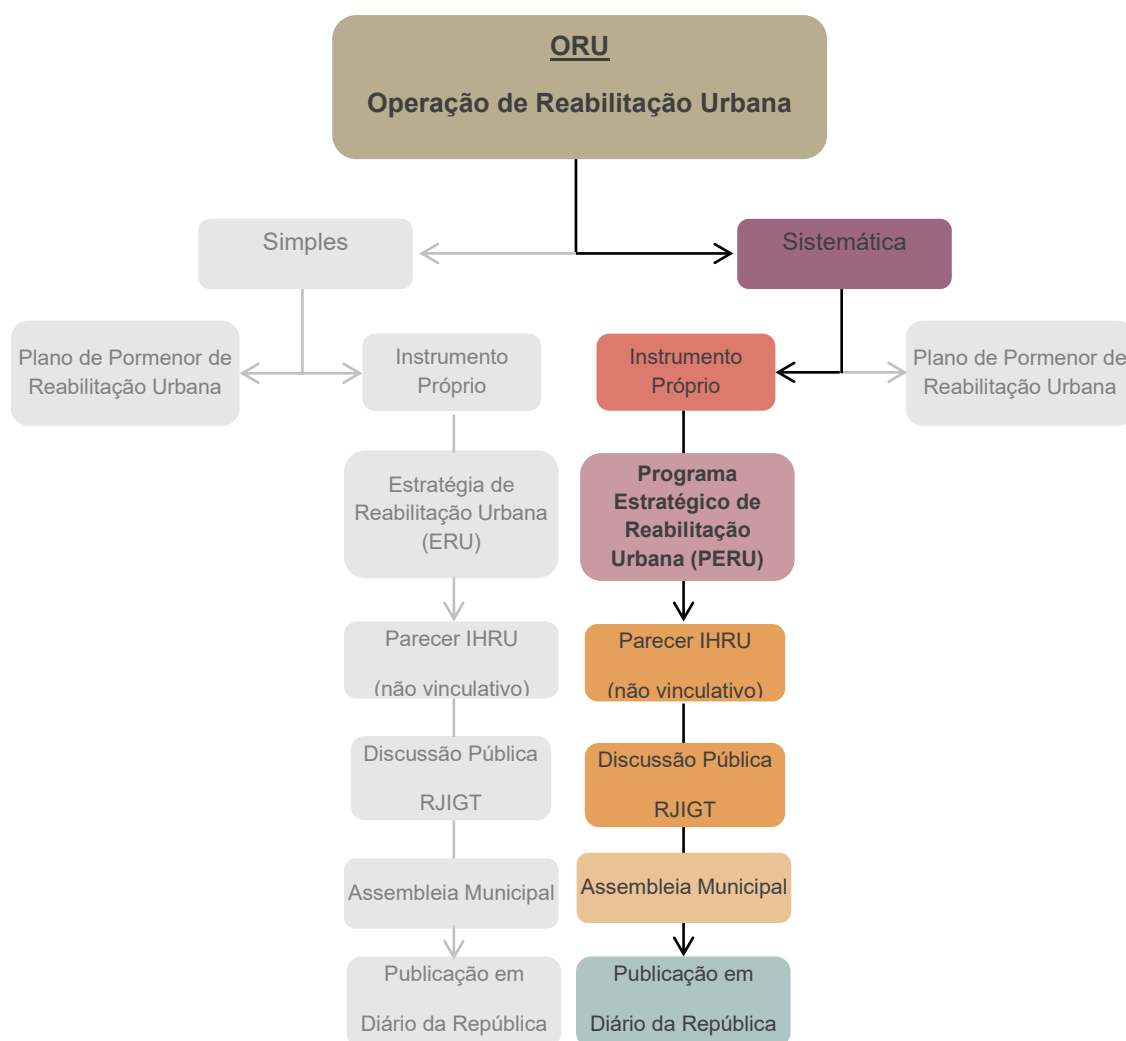 ORU
Operação de Reabilitação Urbana
Simples
Sistemática
Plano de Pormenor de
Reabilitação Urbana
Instrumento
Próprio
Instrumento
Próprio
Plano de Pormenor de
Reabilitação Urbana
Estratégia de
Reabilitação Urbana
(ERU)
Programa
Estratégico de
Reabilitação
Urbana (PERU)
Parecer IHRU
(não vinculativo)
Parecer IHRU
(não vinculativo)
Discussão Pública
RJIGT
Discussão Pública
RJIGT
Assembleia Municipal
Assembleia Municipal
Publicação em
Diário da República
Publicação em
Diário da República